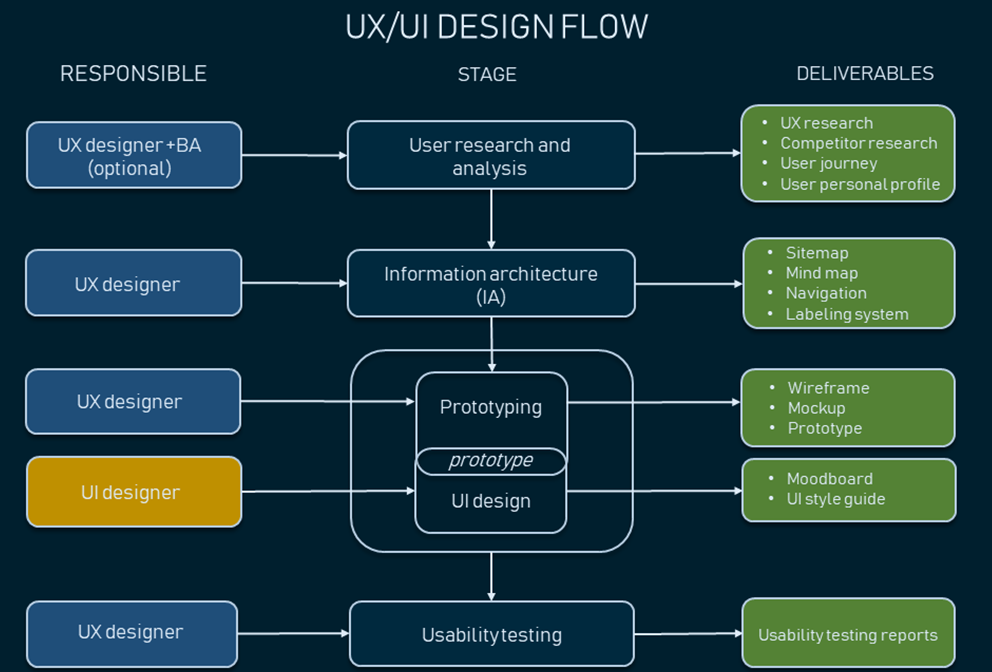 UX/UI DESIGN FLOW
RESPONSIBLE
STAGE
DELIVERABLES
UX designer +BA
(optional)
User research and
analysis
• UX research
• Competitor research
• User journey
• User personal profile
UX designer
Information architecture
(IA)
• Sitemap
• Mind map
• Navigation
• Labeling system
UX designer
Prototyping
• Wireframe
• Mockup
• Prototype
prototype
UI designer
UI design
• Moodboard
• UI style guide
UX designer
Usability testing
Usability testing reports